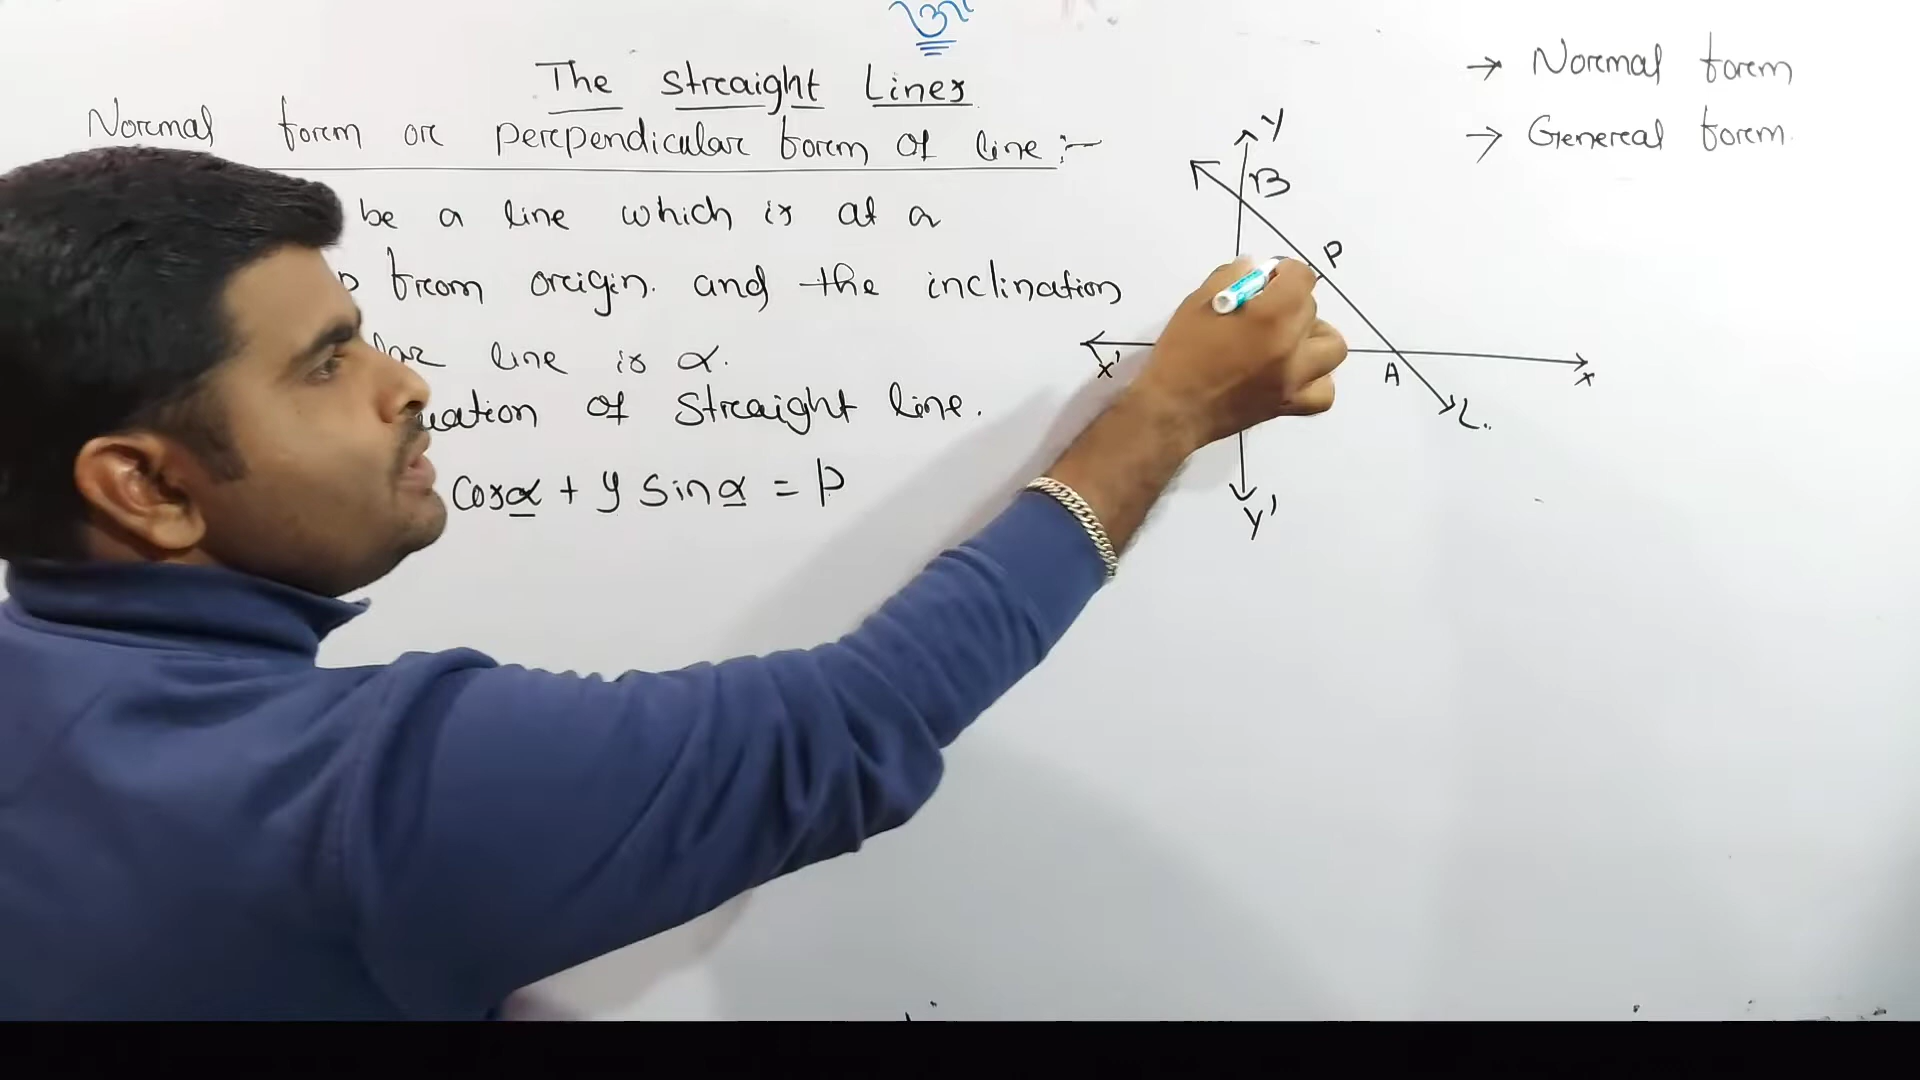 The Straight Lines
Normal form or perpendicular form of line :-
be a line which is at a
from origin. and the inclination
line is α.
of Straight line.
cosα + y sinα = p
→ Normal form
→ General form.
Y
B
P
X'
A
X
L.
Y'